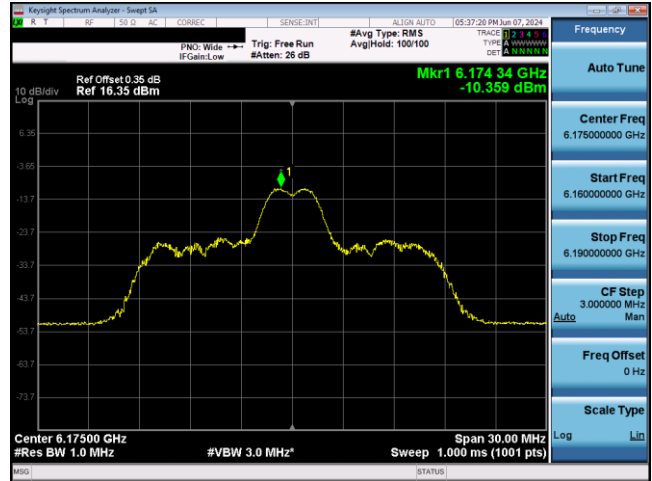 Keysight Spectrum Analyzer - Swept SA
R T RF 50 Ω AC CORREC SENSE:INT ALIGN AUTO 05:37:20 PM Jun 07, 2024
#Avg Type: RMS TRACE 1 2 3 4 5 6
PNO: Wide Trig: Free Run Avg|Hold: 100/100 TYPE A WWWWW
IFGain:Low #Atten: 26 dB DET A N N N N N
Frequency
Auto Tune
Mkr1 6.174 34 GHz
-10.359 dBm
Ref Offset 0.35 dB
10 dB/div Ref 16.35 dBm
Log
6.35
-3.65
-13.7
-23.7
-33.7
-43.7
-53.7
-63.7
-73.7
1
Center Freq
6.175000000 GHz
Start Freq
6.160000000 GHz
Stop Freq
6.190000000 GHz
CF Step
3.000000 MHz
Auto Man
Freq Offset
0 Hz
Scale Type
Log Lin
Center 6.17500 GHz Span 30.00 MHz
#Res BW 1.0 MHz #VBW 3.0 MHz* Sweep 1.000 ms (1001 pts)
MSG STATUS